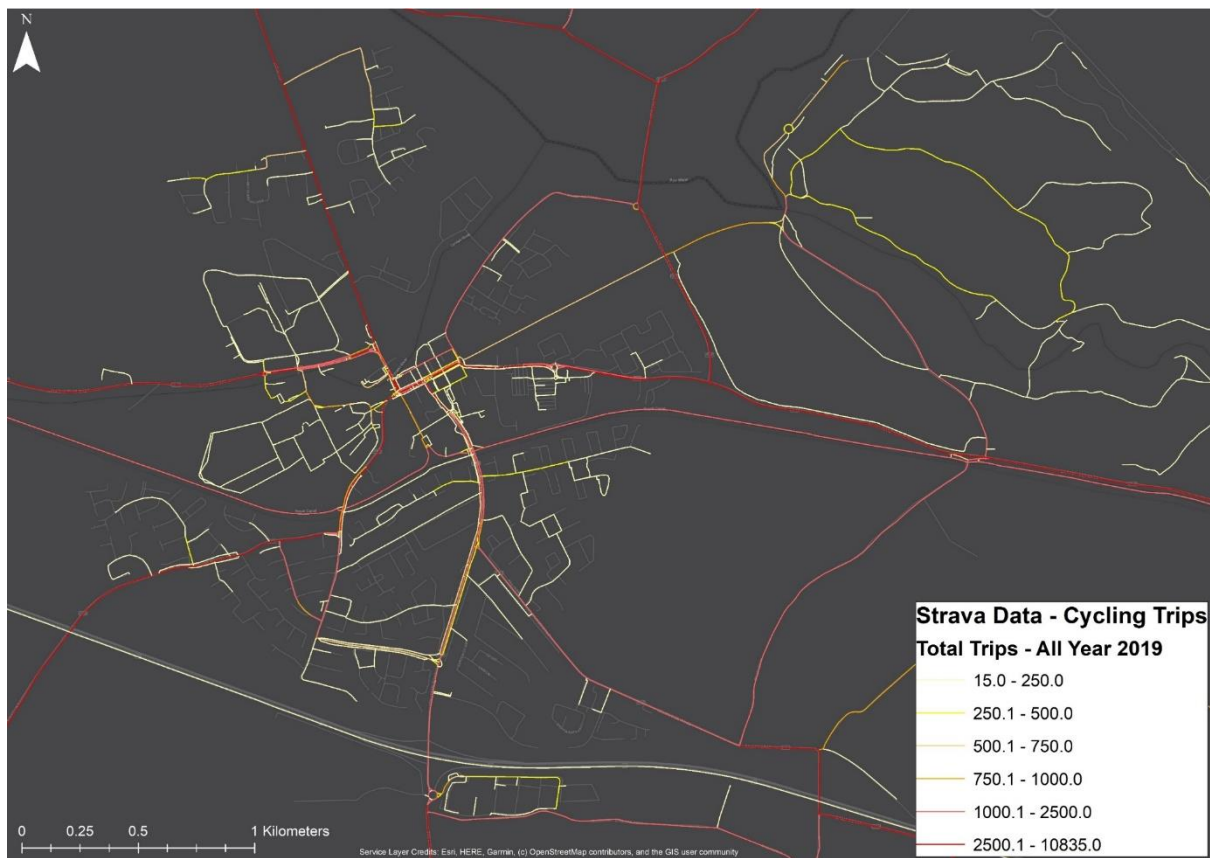 N
Strava Data - Cycling Trips
Total Trips - All Year 2019
15.0 - 250.0
250.1 - 500.0
500.1 - 750.0
750.1 - 1000.0
1000.1 - 2500.0
2500.1 - 10835.0
0 0.25 0.5 1 Kilometers
Service Layer Credits: Esri, HERE, Garmin, (c) OpenStreetMap contributors, and the GIS user community